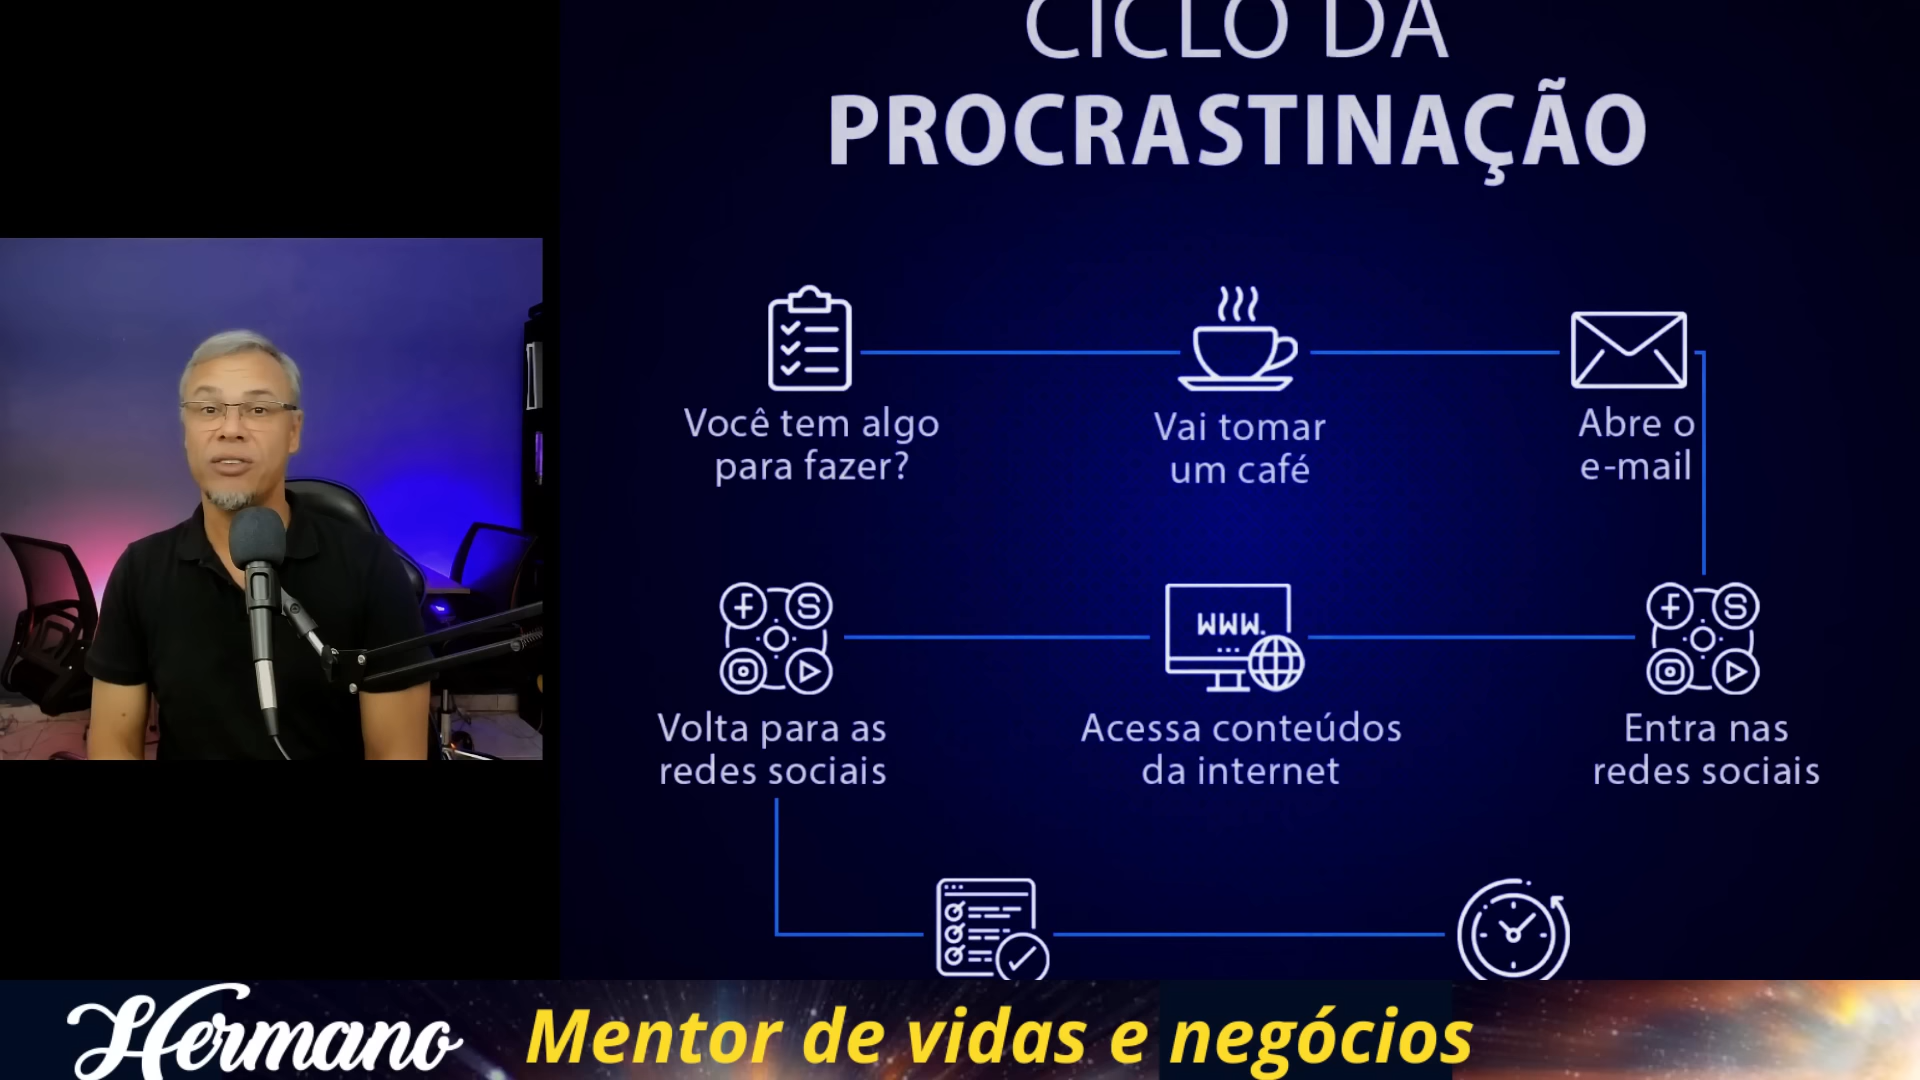 CICLO DA
PROCRASTINAÇÃO
Você tem algo
para fazer?
Vai tomar
um café
Abre o
e-mail
WWW.
Volta para as
redes sociais
Acessa conteúdos
da internet
Entra nas
redes sociais
Hermano
Mentor de vidas e negócios